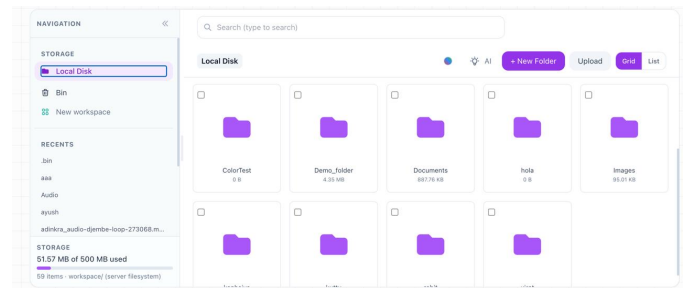 NAVIGATION
STORAGE
Local Disk
Bin
New workspace
RECENTS
.bin
aaa
Audio
ayush
adinkra_audio-djembe-loop-273068.m...
STORAGE
51.57 MB of 500 MB used
59 items · workspace/ (server filesystem)
Search (type to search)
Local Disk
AI
+ New Folder
Upload
Grid
List
ColorTest
0 B
Demo_folder
4.35 MB
Documents
887.76 KB
hola
0 B
Images
85.01 KB